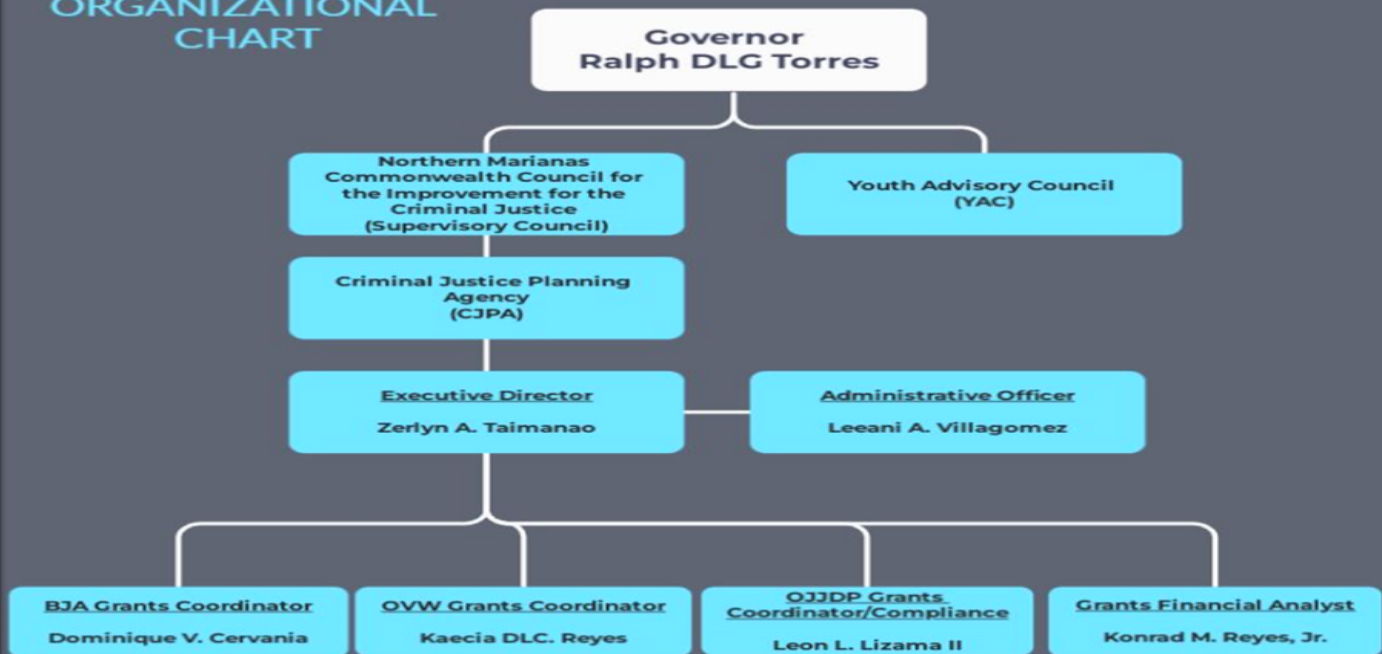 ORGANIZATIONAL
CHART
Governor
Ralph DLG Torres
Northern Marianas
Commonwealth Council for
the Improvement for the
Criminal Justice
(Supervisory Council)
Youth Advisory Council
(YAC)
Criminal Justice Planning
Agency
(CJPA)
Executive Director
Zerlyn A. Taimanao
Administrative Officer
Leeani A. Villagomez
BJA Grants Coordinator
Dominique V. Cervania
OVW Grants Coordinator
Kaecia DLC. Reyes
OJJDP Grants
Coordinator/Compliance
Leon L. Lizama II
Grants Financial Analyst
Konrad M. Reyes, Jr.